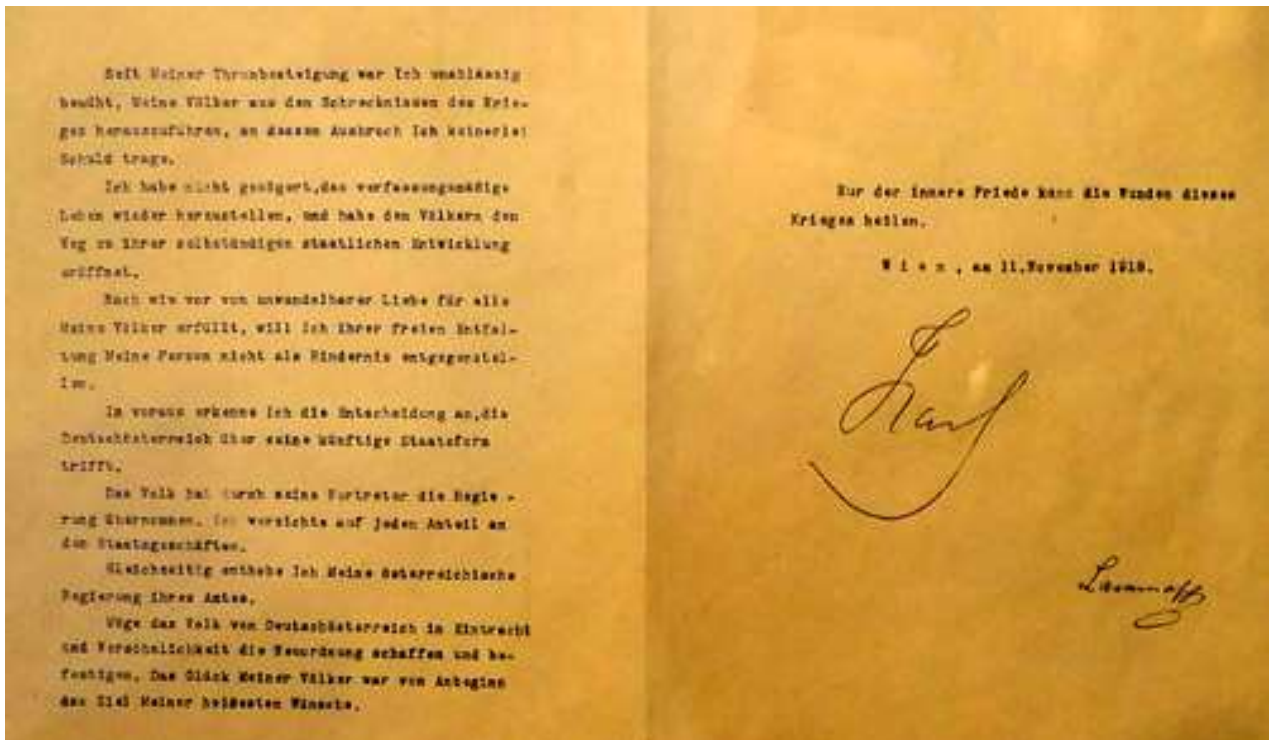 Seit Meiner Thronbesteigung war Ich unablässig
bemüht, Meine Völker aus den Schrecknissen des Krie-
ges herauszuführen, an dessen Ausbruch Ich keinerlei
Schuld trage.
Ich habe nicht gezögert,das verfassungsmäßige
Leben wieder herzustellen, und habe den Völkern den
Weg zu ihrer selbständigen staatlichen Entwicklung
eröffnet.
Nach wie vor von unwandelbarer Liebe für alle
Meine Völker erfüllt, will Ich ihrer freien Entfal-
tung Meine Person nicht als Hindernis entgegenstel-
len.
Im voraus erkenne Ich die Entscheidung an,die
Deutschösterreich über seine künftige Staatsform
trifft.
Das Volk hat durch seine Vertreter die Regie -
rung übernommen. Ich verzichte auf jeden Anteil an
den Staatsgeschäften.
Gleichzeitig enthebe Ich Meine österreichische
Regierung ihres Amtes.
Möge das Volk von Deutschösterreich in Eintracht
und Versöhnlichkeit die Neuordnung schaffen und be-
festigen. Das Glück Meiner Völker war von Anbeginn
das Ziel Meiner heißesten Wünsche.
Nur der innere Friede kann die Wunden dieses
Krieges heilen.
W i e n , am 11.November 1918.
Karl
Lammasch